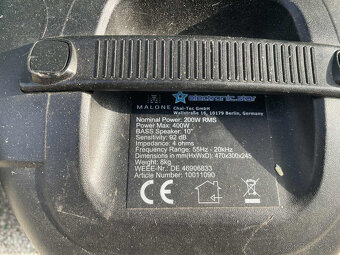 MALONE
electronic.star
Chal-Tec GmbH
Wallstraße 16, 10179 Berlin, Germany
Nominal Power: 200W RMS
Power Max: 400W
BASS Speaker: 10"
Sensitivity: 92 dB
Impedance: 4 ohms
Frequency Range: 55Hz - 20kHz
Dimensions in mm(HxWxD): 470x300x245
Weight: 8kg
WEEE-Nr.: DE 46906833
Article Number: 10011090
CE